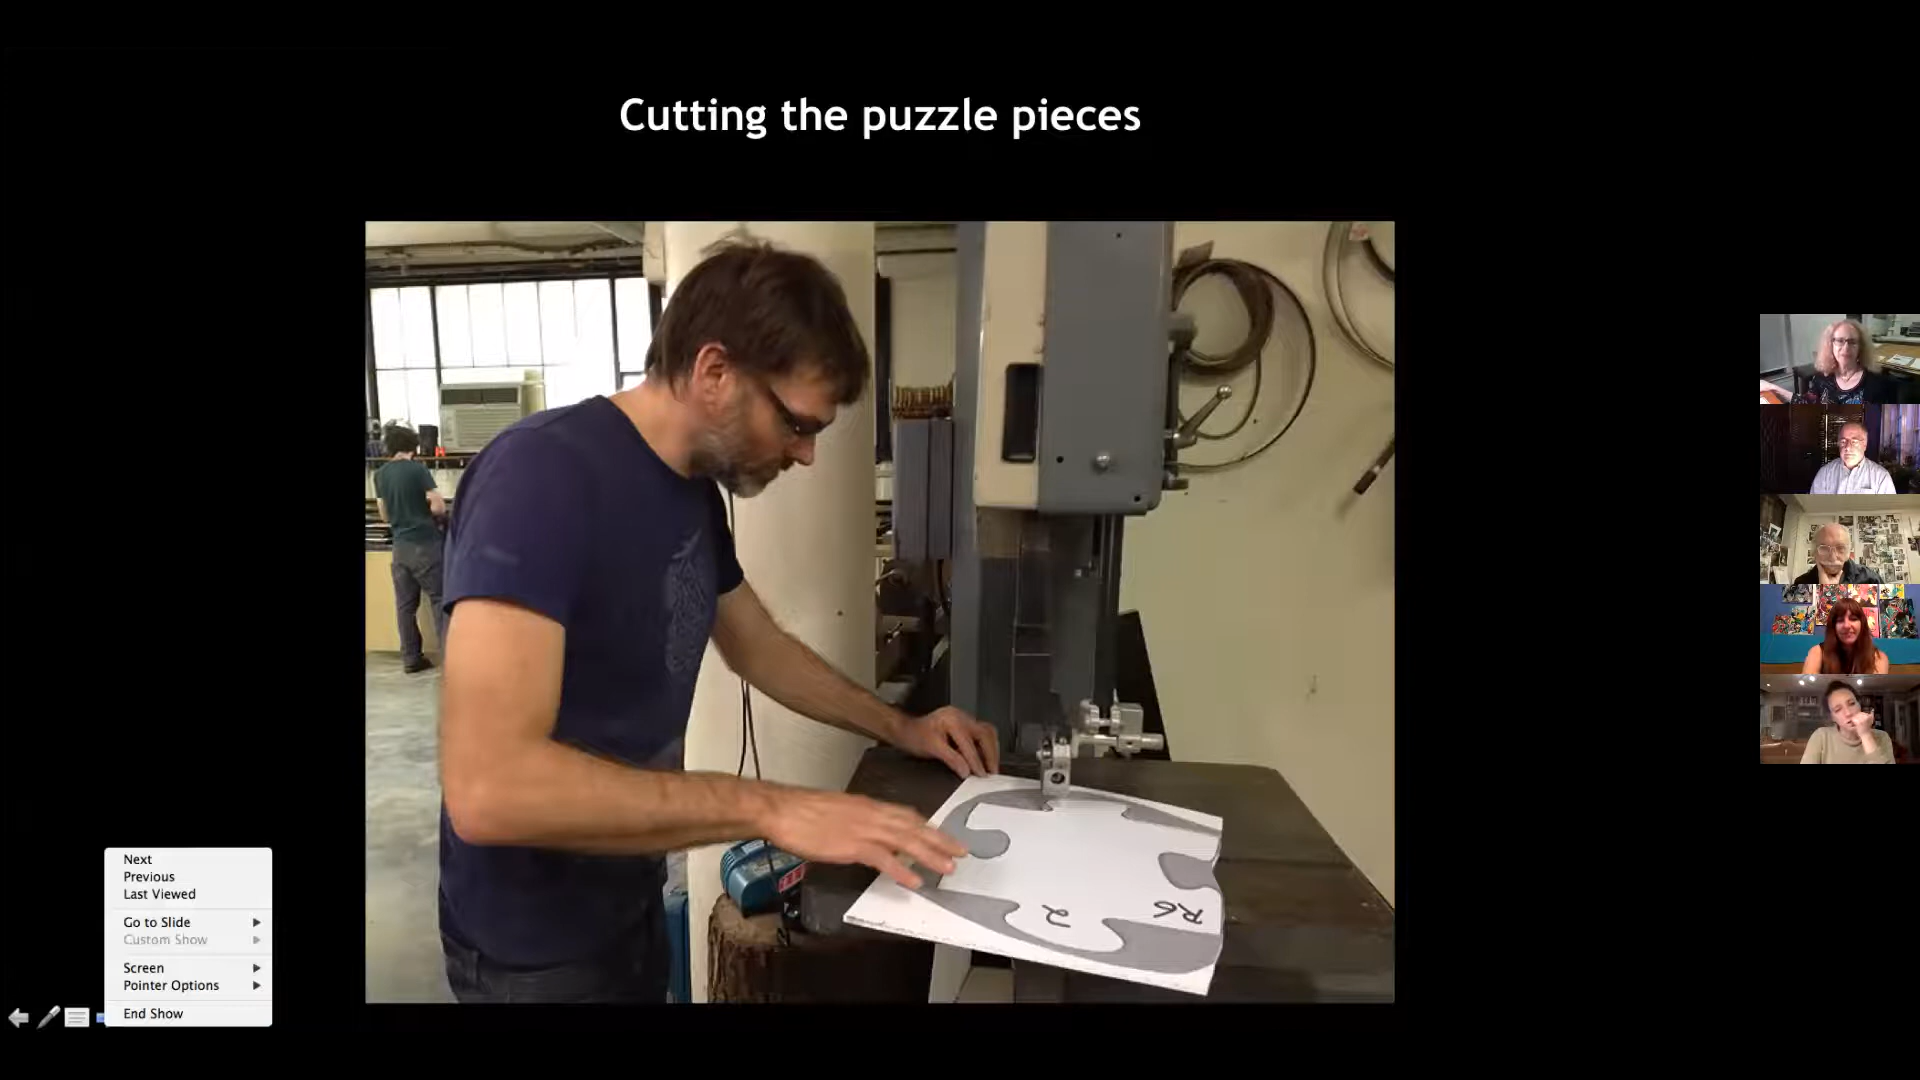 Cutting the puzzle pieces
2
R6
Next
Previous
Last Viewed
Go to Slide
Custom Show
Screen
Pointer Options
End Show